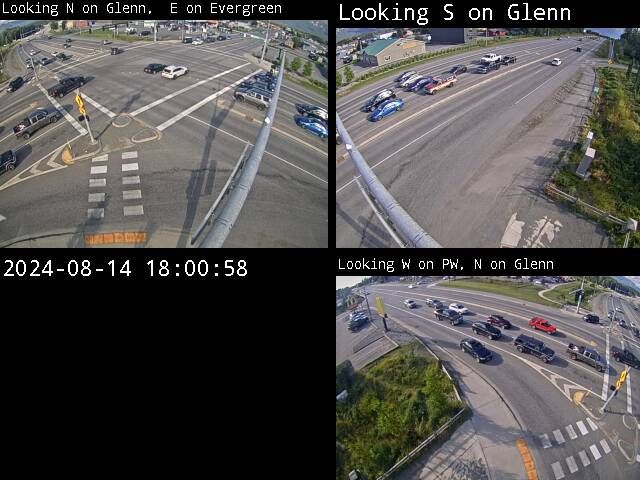 Looking N on Glenn,  E on Evergreen
Looking S on Glenn
2024-08-14 18:00:58
Looking W on PW, N on Glenn